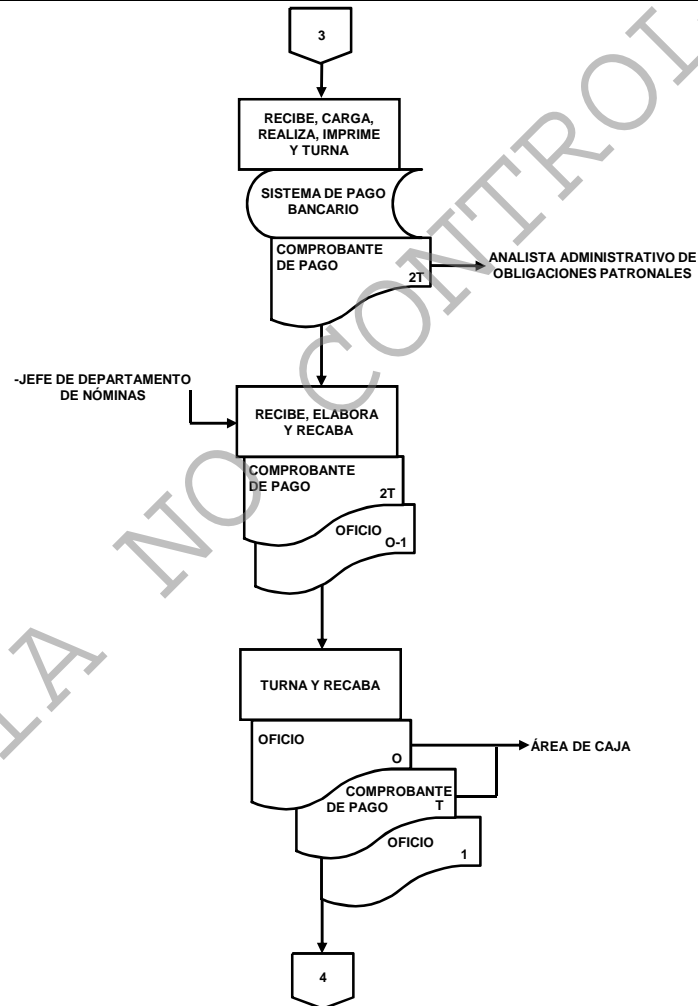 3
RECIBE, CARGA,
REALIZA, IMPRIME
Y TURNA
SISTEMA DE PAGO
BANCARIO
COMPROBANTE
DE PAGO
2T
ANALISTA ADMINISTRATIVO DE
OBLIGACIONES PATRONALES
-JEFE DE DEPARTAMENTO
DE NÓMINAS
RECIBE, ELABORA
Y RECABA
COMPROBANTE
DE PAGO
2T
OFICIO
O-1
TURNA Y RECABA
OFICIO
O
ÁREA DE CAJA
COMPROBANTE
DE PAGO
T
OFICIO
1
4
NO CONTROL